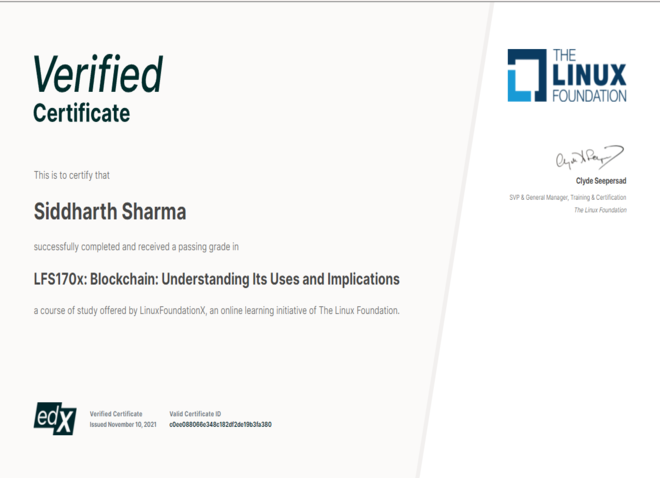 Verified
Certificate
THE
LINUX
FOUNDATION
Clyde Seepersad
SVP & General Manager, Training & Certification
The Linux Foundation
This is to certify that
Siddharth Sharma
successfully completed and received a passing grade in
LFS170x: Blockchain: Understanding Its Uses and Implications
a course of study offered by LinuxFoundationX, an online learning initiative of The Linux Foundation.
edX
Verified Certificate
Issued November 10, 2021
Valid Certificate ID
c0ee088066e348c182df2de19b3fa380